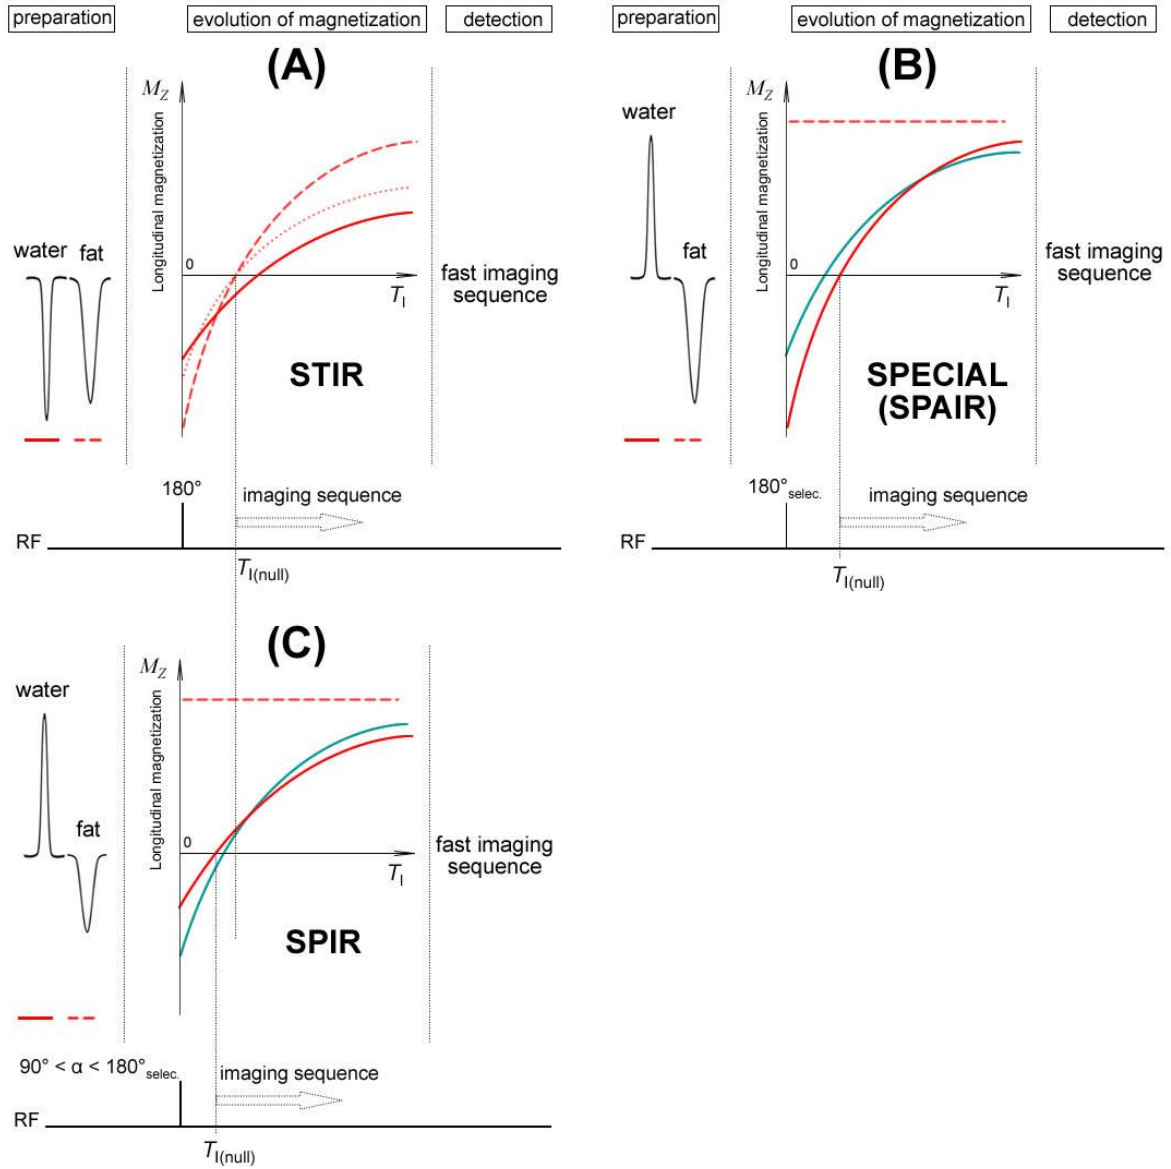 preparation
evolution of magnetization
detection
(A)
M_Z
Longitudinal magnetization
water
fat
0
T_I
fast imaging
sequence
STIR
180°
imaging sequence
RF
T_I(null)
preparation
evolution of magnetization
detection
(B)
M_Z
Longitudinal magnetization
water
fat
0
T_I
fast imaging
sequence
SPECIAL
(SPAIR)
180°selec.
imaging sequence
RF
T_I(null)
(C)
M_Z
Longitudinal magnetization
water
fat
0
T_I
fast imaging
sequence
SPIR
90° < α < 180°selec.
imaging sequence
RF
T_I(null)